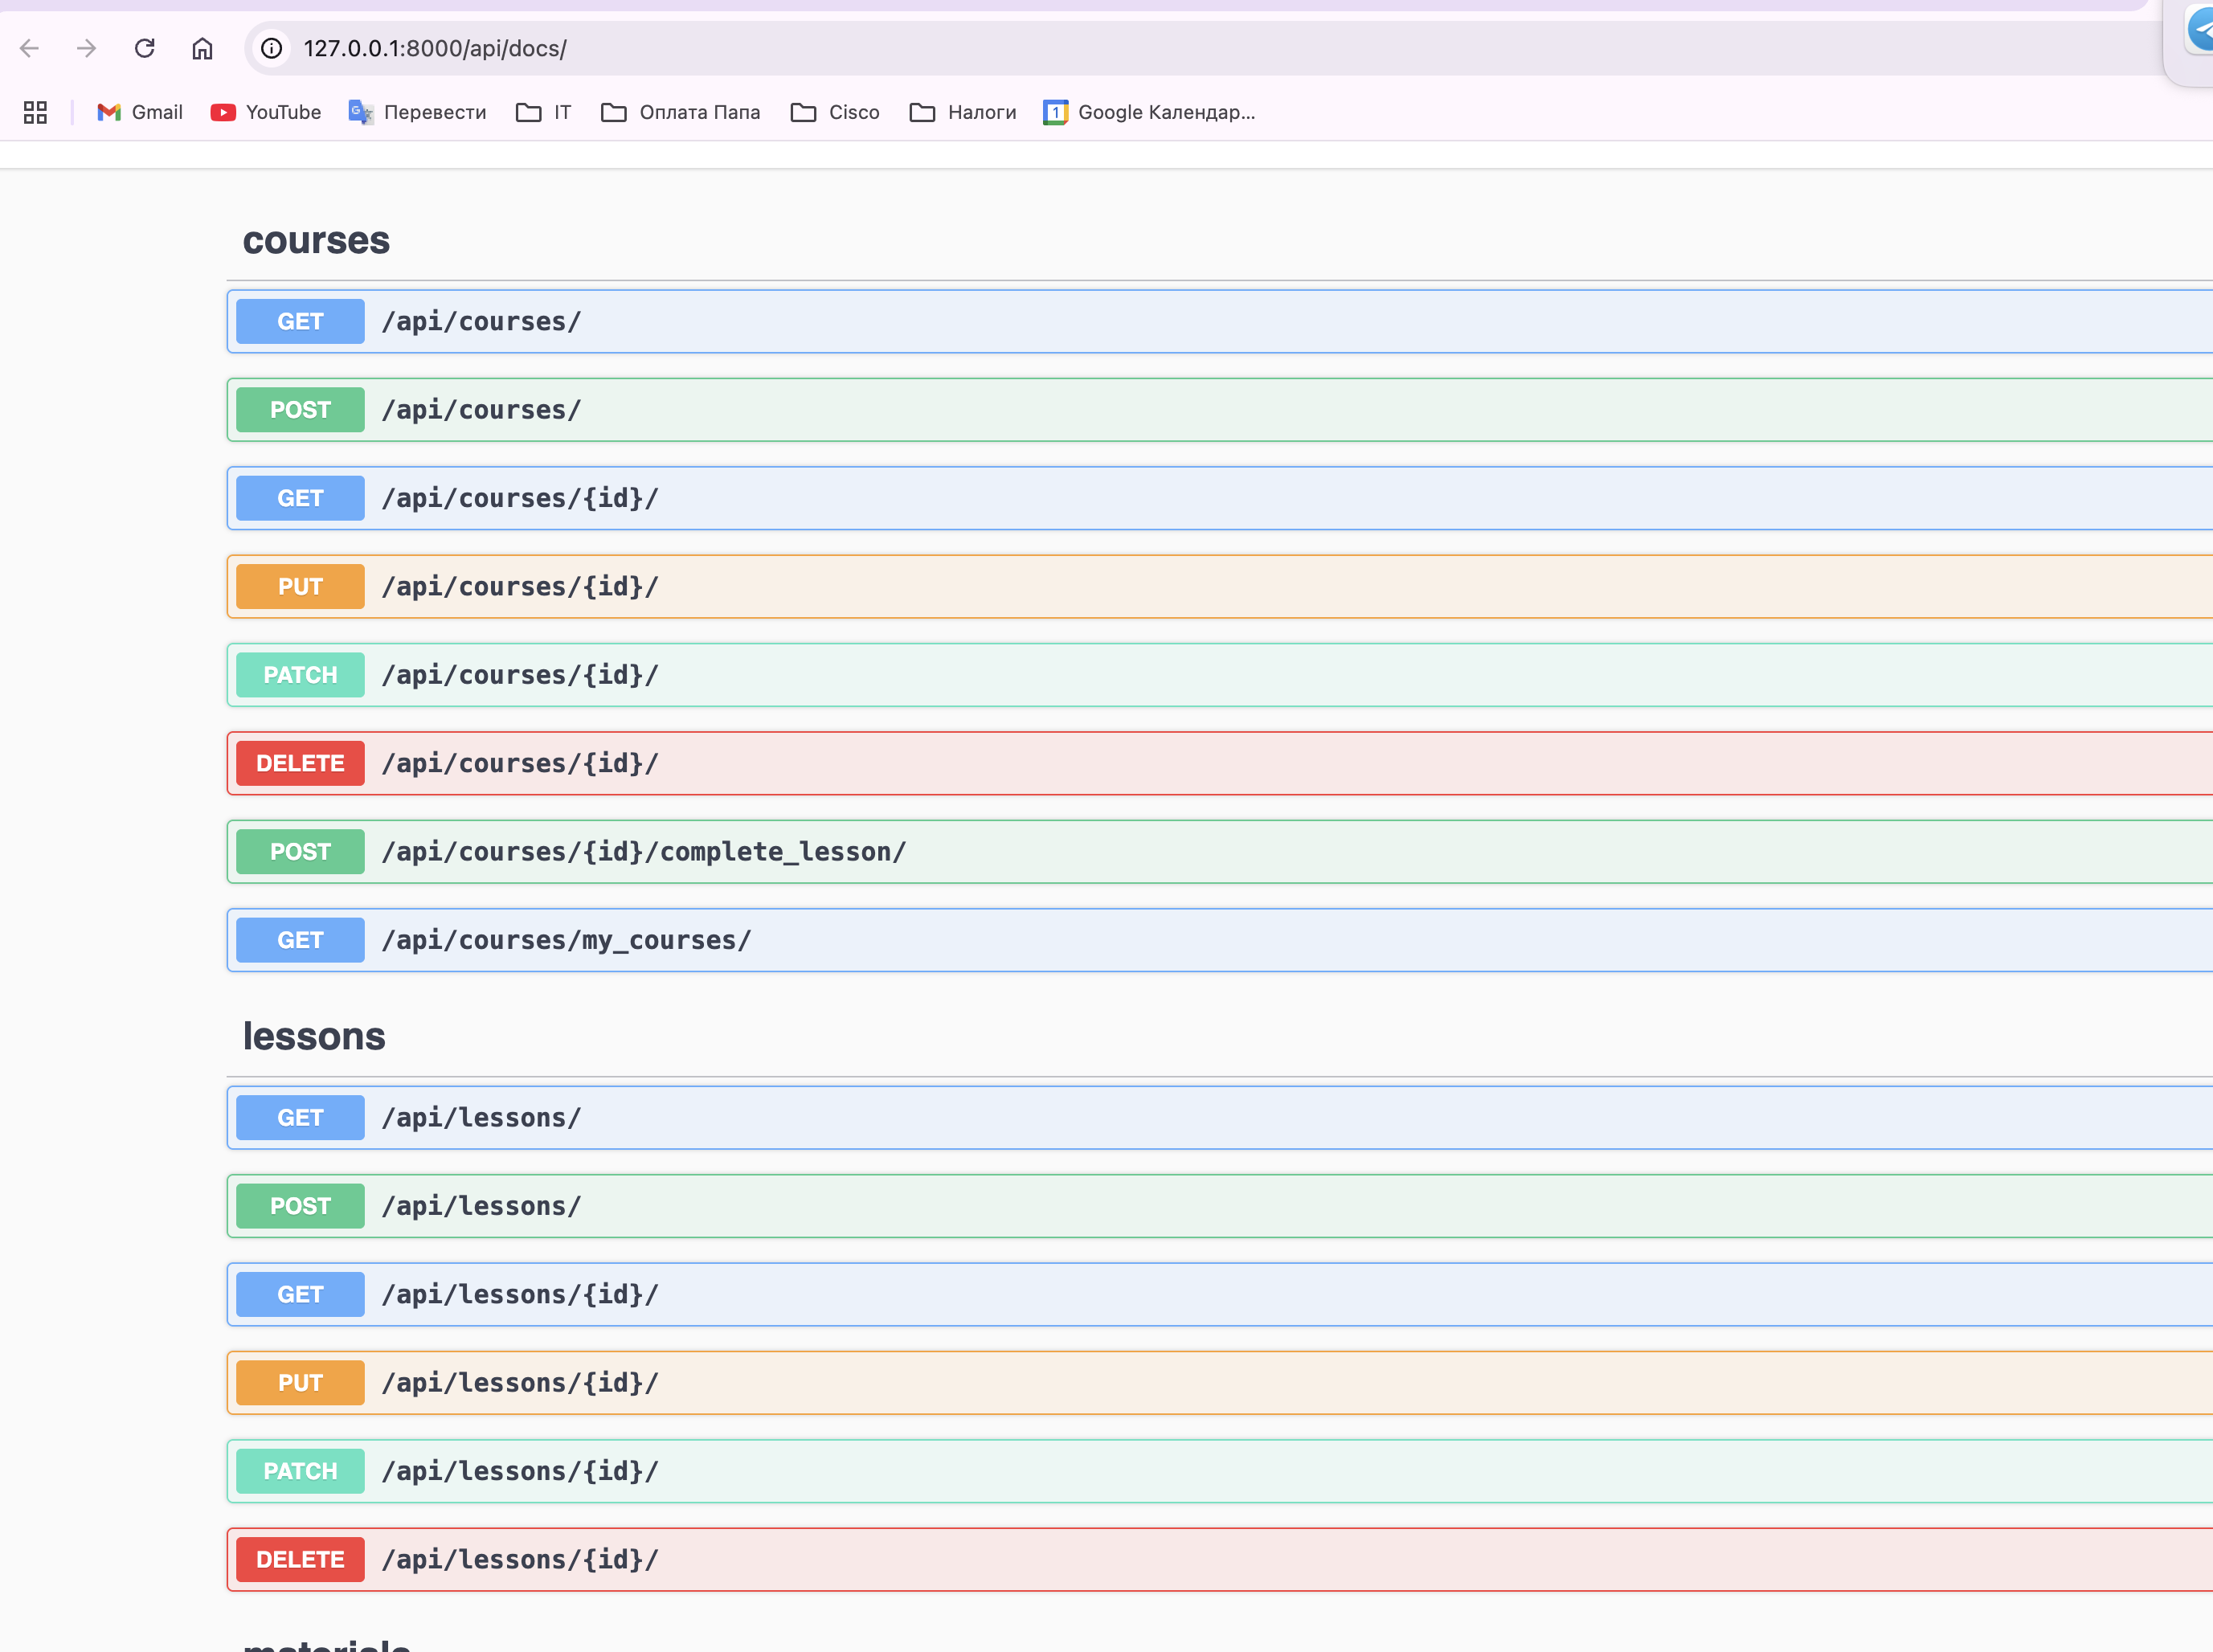 127.0.0.1:8000/api/docs/
Gmail YouTube Перевести IT Оплата Папа Cisco Налоги Google Календар...
courses
GET /api/courses/
POST /api/courses/
GET /api/courses/{id}/
PUT /api/courses/{id}/
PATCH /api/courses/{id}/
DELETE /api/courses/{id}/
POST /api/courses/{id}/complete_lesson/
GET /api/courses/my_courses/
lessons
GET /api/lessons/
POST /api/lessons/
GET /api/lessons/{id}/
PUT /api/lessons/{id}/
PATCH /api/lessons/{id}/
DELETE /api/lessons/{id}/
materials